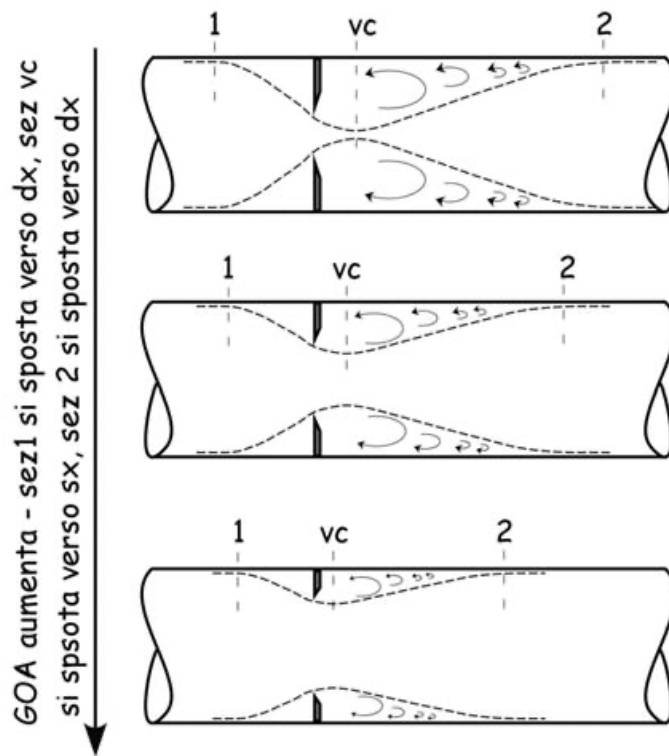 GOA aumenta - sez1 si sposta verso dx, sez vc
si spsota verso sx, sez 2 si sposta verso dx
1 vc 2
1 vc 2
1 vc 2